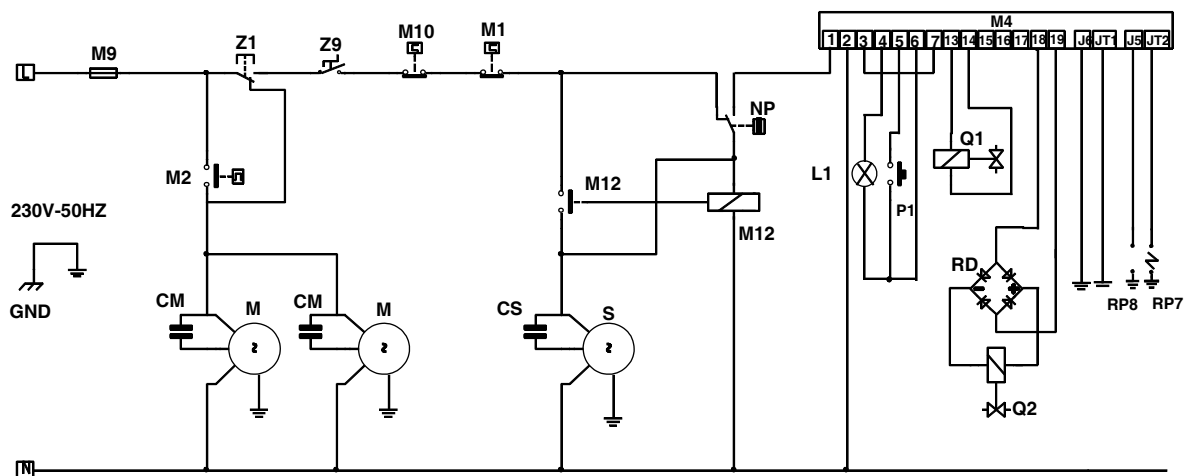 M4
1 2 3 4 5 6 7 13 14 15 16 17 18 19 J6 JT1 J5 JT2
L
M9
Z1
Z9
M10
M1
NP
M2
M12
M12
L1
P1
Q1
230V-50HZ
GND
RD
RP8
RP7
CM
M
CM
M
CS
S
Q2
N